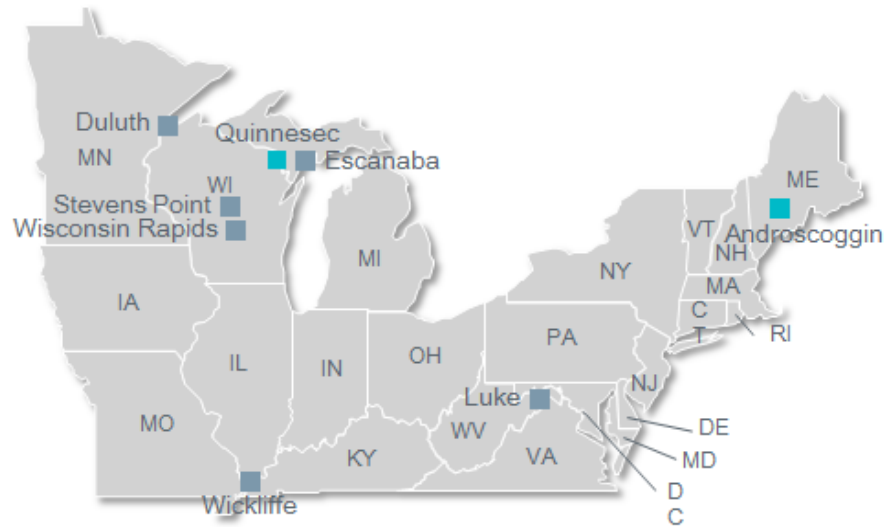 Duluth
MN
Quinnesec
Escanaba
WI
Stevens Point
Wisconsin Rapids
MI
ME
Androscoggin
VT
NH
NY
MA
C
T
RI
IA
IL
IN
OH
PA
NJ
MO
Luke
WV
VA
KY
DE
MD
D
C
Wickliffe